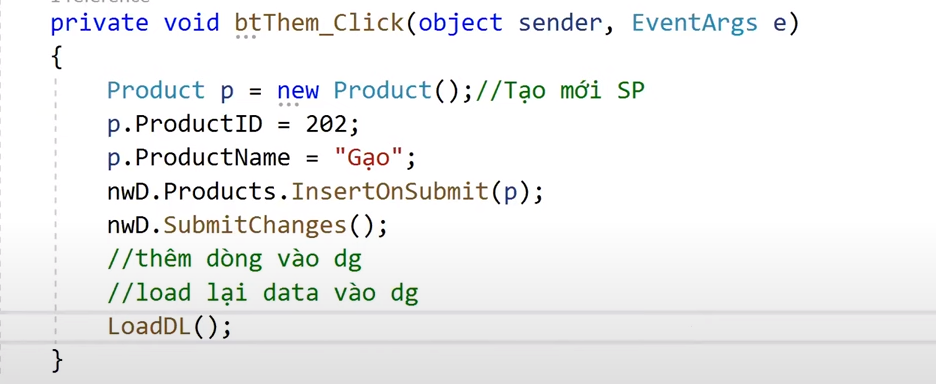 private void btThem_Click(object sender, EventArgs e)
{
Product p = new Product();//Tạo mới SP
p.ProductID = 202;
p.ProductName = "Gạo";
nwD.Products.InsertOnSubmit(p);
nwD.SubmitChanges();
//thêm dòng vào dg
//load lại data vào dg
LoadDL();
}